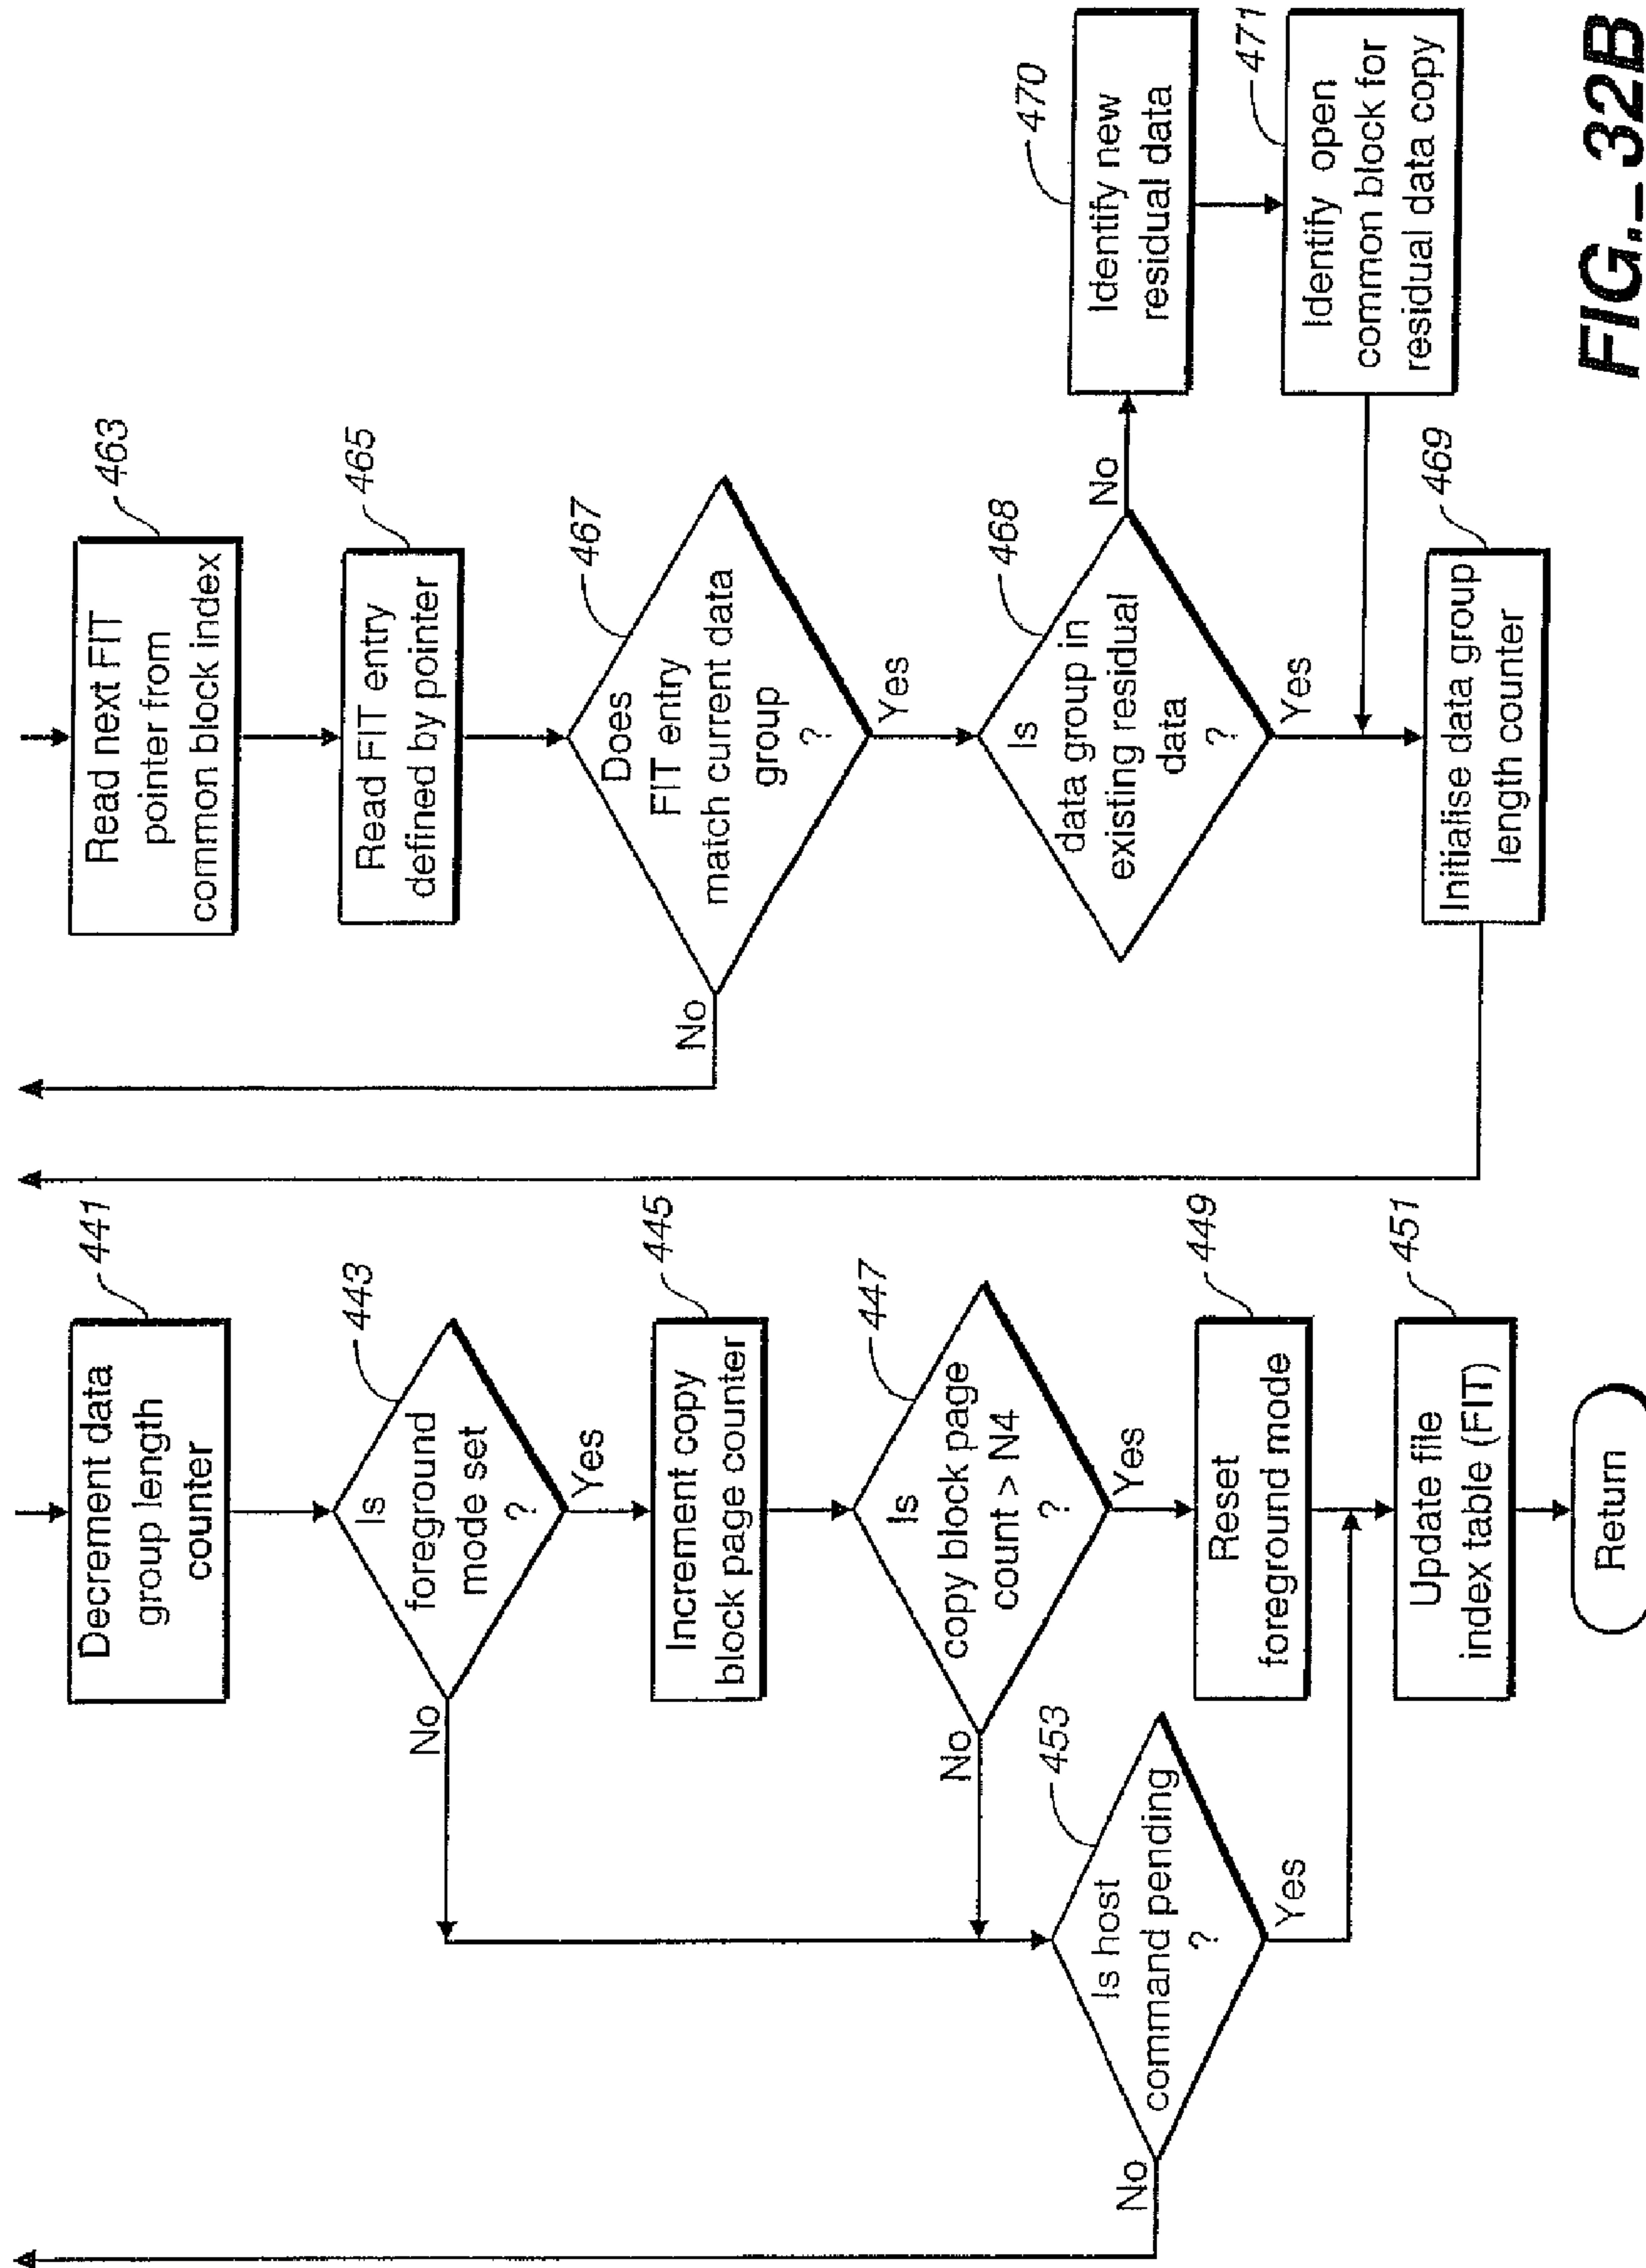 Decrement data
group length
counter
441
Is
foreground
mode set
?
443
No
Yes
Increment copy
block page counter
445
Is
copy block page
count > N4
?
447
No
Yes
Is host
command pending
?
453
No
Yes
Reset
foreground mode
449
Update file
index table (FIT)
451
Return
Read next FIT
pointer from
common block index
463
Read FIT entry
defined by pointer
465
Does
FIT entry
match current data
group
?
467
No
Yes
Is
data group in
existing residual
data
?
468
No
Yes
Identify new
residual data
470
Identify open
common block for
residual data copy
471
Initialise data group
length counter
469
FIG._32B